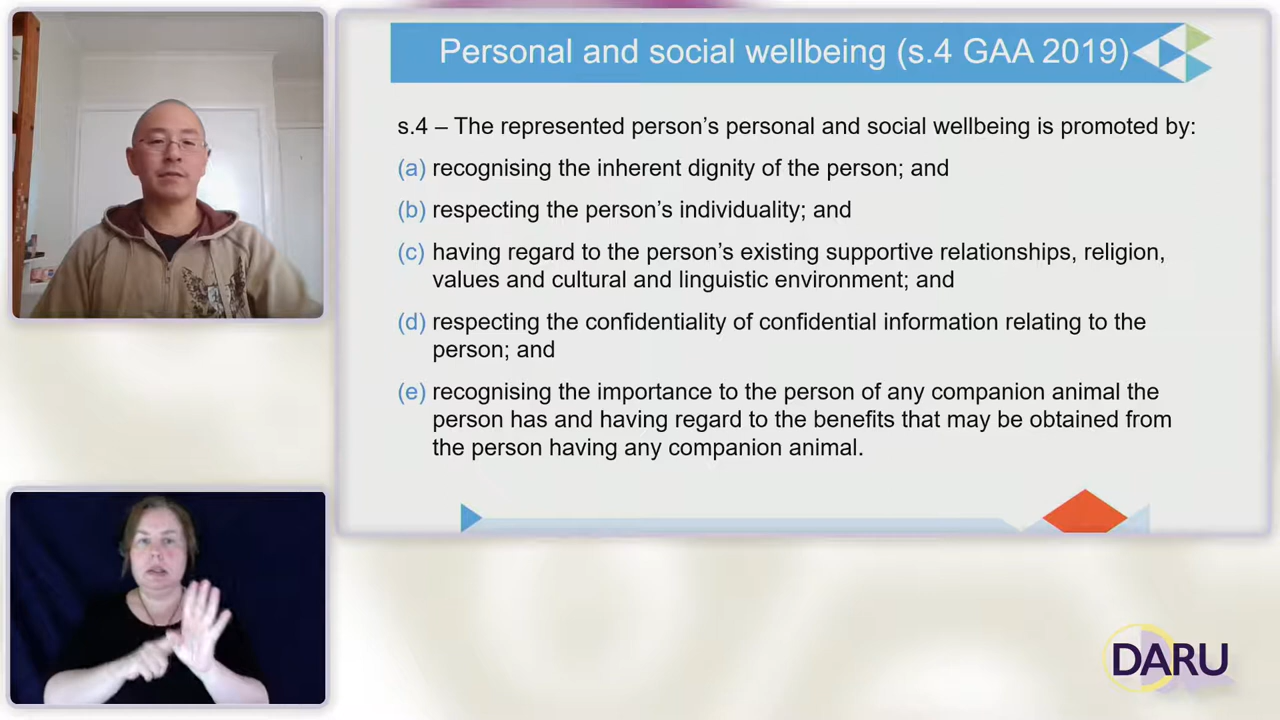 Personal and social wellbeing (s.4 GAA 2019)
s.4 – The represented person's personal and social wellbeing is promoted by:
(a) recognising the inherent dignity of the person; and
(b) respecting the person's individuality; and
(c) having regard to the person's existing supportive relationships, religion,
values and cultural and linguistic environment; and
(d) respecting the confidentiality of confidential information relating to the
person; and
(e) recognising the importance to the person of any companion animal the
person has and having regard to the benefits that may be obtained from
the person having any companion animal.
DARU